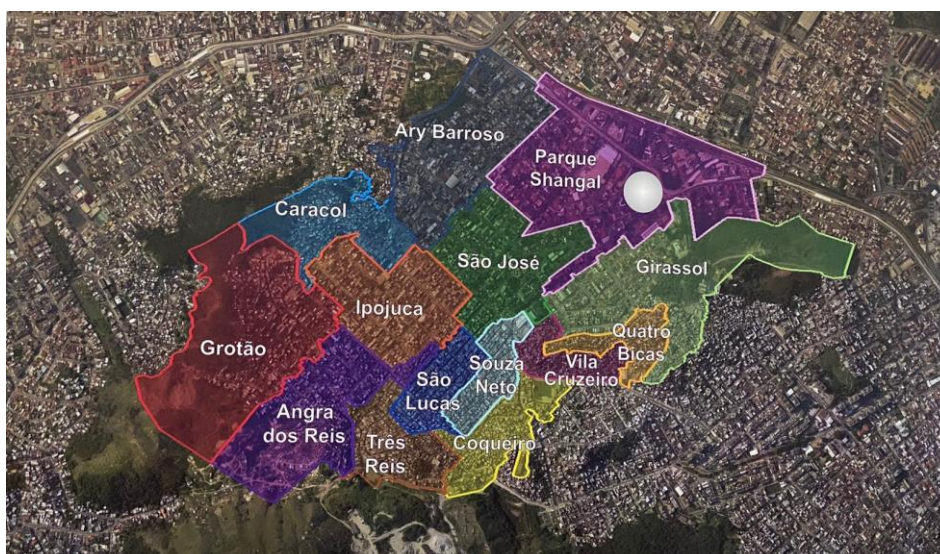 Ary Barroso
Parque
Shangal
Caracol
São José
Girassol
Ipojuca
Grotão
Quatro
Bicas
Vila
Cruzeiro
Souza
Neto
São
Lucas
Angra
dos Reis
Três
Reis
Coqueiro